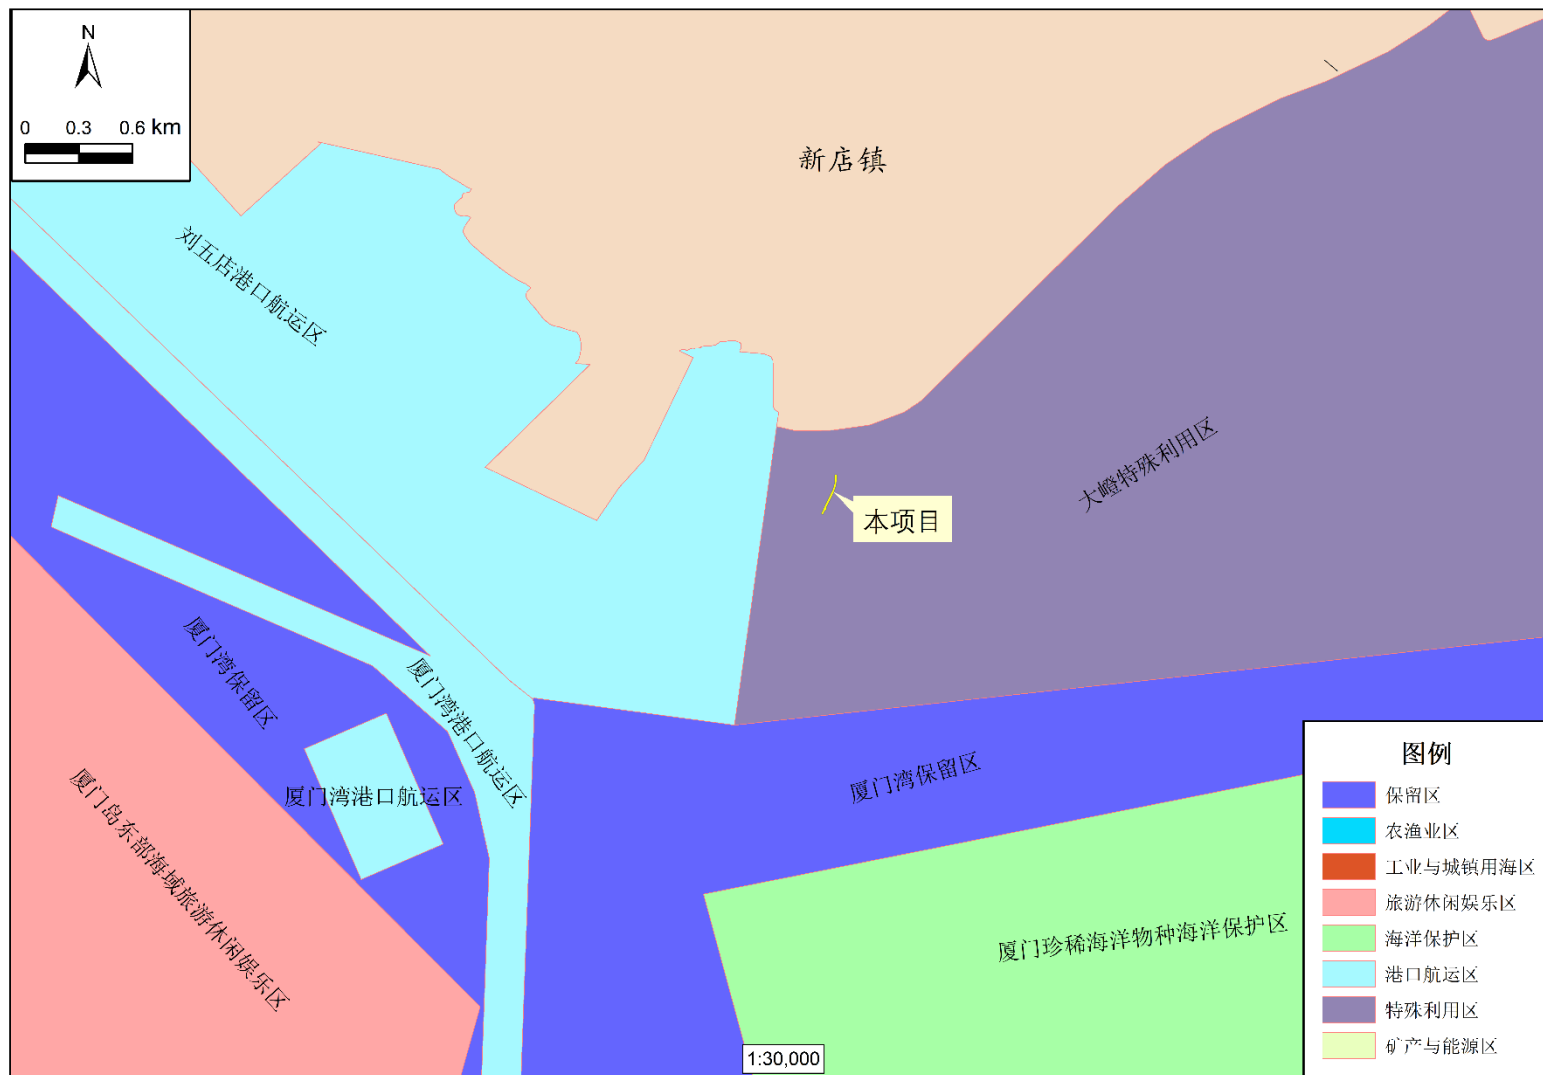 N
0 0.3 0.6 km
新店镇
刘五店港口航运区
大嶝特殊利用区
本项目
厦门湾保留区
厦门湾港口航运区
厦门湾港口航运区
厦门湾保留区
厦门岛东部海域旅游休闲娱乐区
厦门珍稀海洋物种海洋保护区
1:30,000
图例
保留区
农渔业区
工业与城镇用海区
旅游休闲娱乐区
海洋保护区
港口航运区
特殊利用区
矿产与能源区